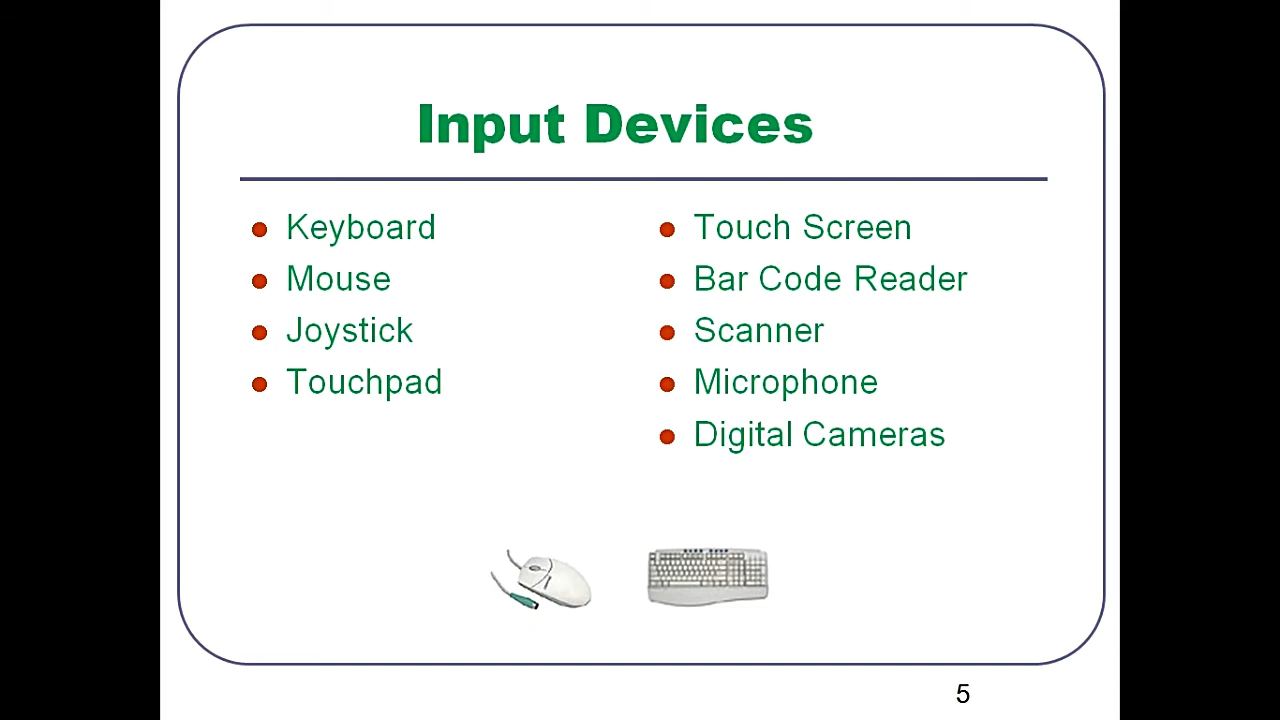 Input Devices
Keyboard
Mouse
Joystick
Touchpad
Touch Screen
Bar Code Reader
Scanner
Microphone
Digital Cameras
5